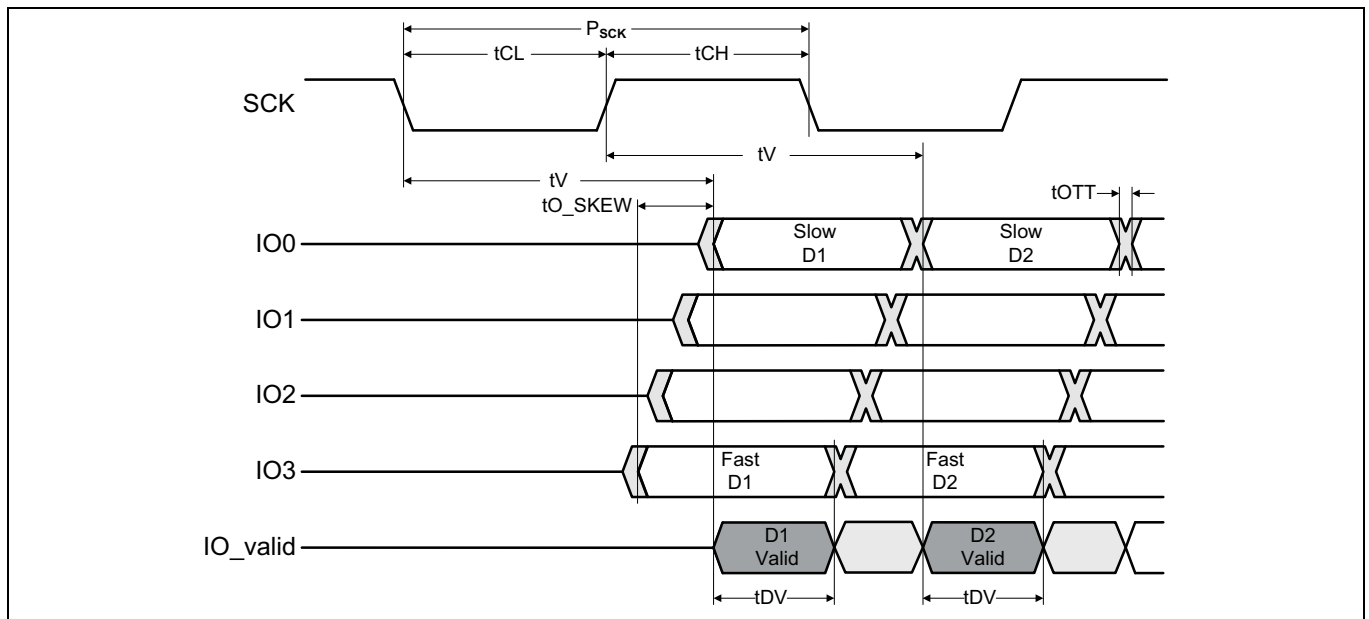 P_SCK
tCL
tCH
SCK
tV
tV
tO_SKEW
tOTT
IO0
Slow
D1
Slow
D2
IO1
IO2
IO3
Fast
D1
Fast
D2
IO_valid
D1
Valid
D2
Valid
tDV
tDV